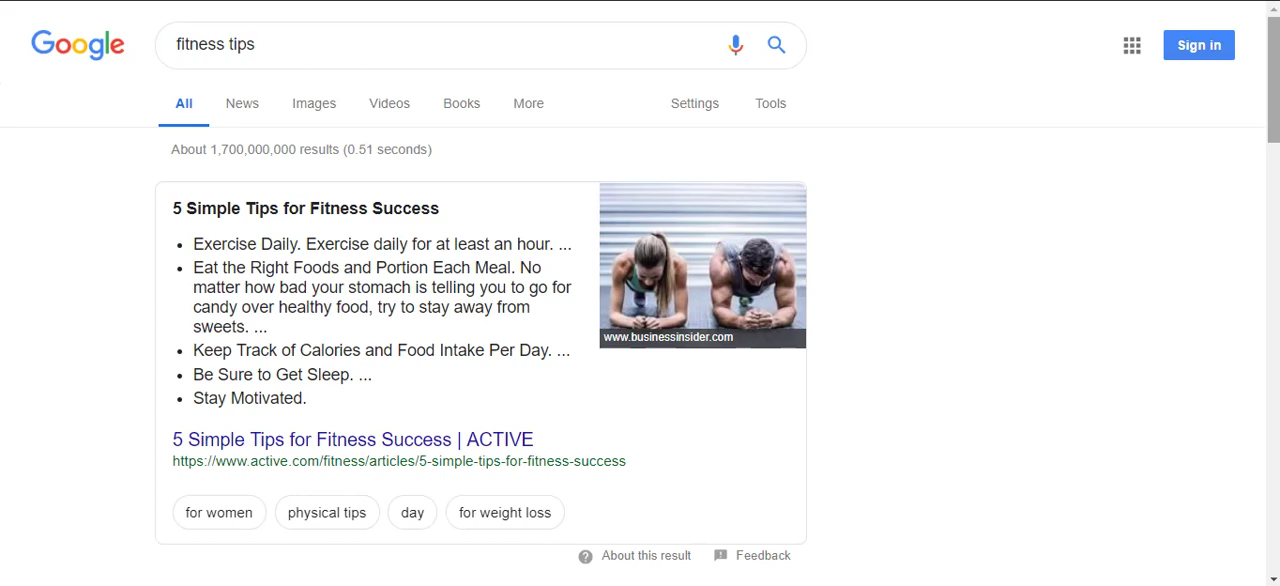 Google
fitness tips
Sign in
All News Images Videos Books More Settings Tools
About 1,700,000,000 results (0.51 seconds)
5 Simple Tips for Fitness Success
• Exercise Daily. Exercise daily for at least an hour. ...
• Eat the Right Foods and Portion Each Meal. No
matter how bad your stomach is telling you to go for
candy over healthy food, try to stay away from
sweets. ...
• Keep Track of Calories and Food Intake Per Day. ...
• Be Sure to Get Sleep. ...
• Stay Motivated.
www.businessinsider.com
5 Simple Tips for Fitness Success | ACTIVE
https://www.active.com/fitness/articles/5-simple-tips-for-fitness-success
for women physical tips day for weight loss
? About this result ! Feedback